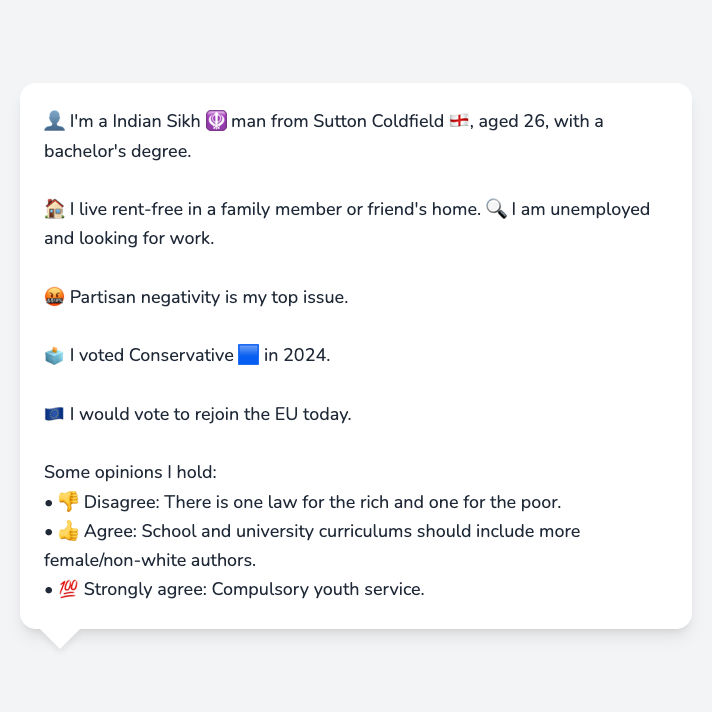 👤 I'm a Indian Sikh 🪯 man from Sutton Coldfield 🏴󠁧󠁢󠁥󠁮󠁧󠁿, aged 26, with a
bachelor's degree.
🏠 I live rent-free in a family member or friend's home. 🔍 I am unemployed
and looking for work.
🤬 Partisan negativity is my top issue.
🗳️ I voted Conservative 🟦 in 2024.
🇪🇺 I would vote to rejoin the EU today.
Some opinions I hold:
• 👎 Disagree: There is one law for the rich and one for the poor.
• 👍 Agree: School and university curriculums should include more
female/non-white authors.
• 💯 Strongly agree: Compulsory youth service.